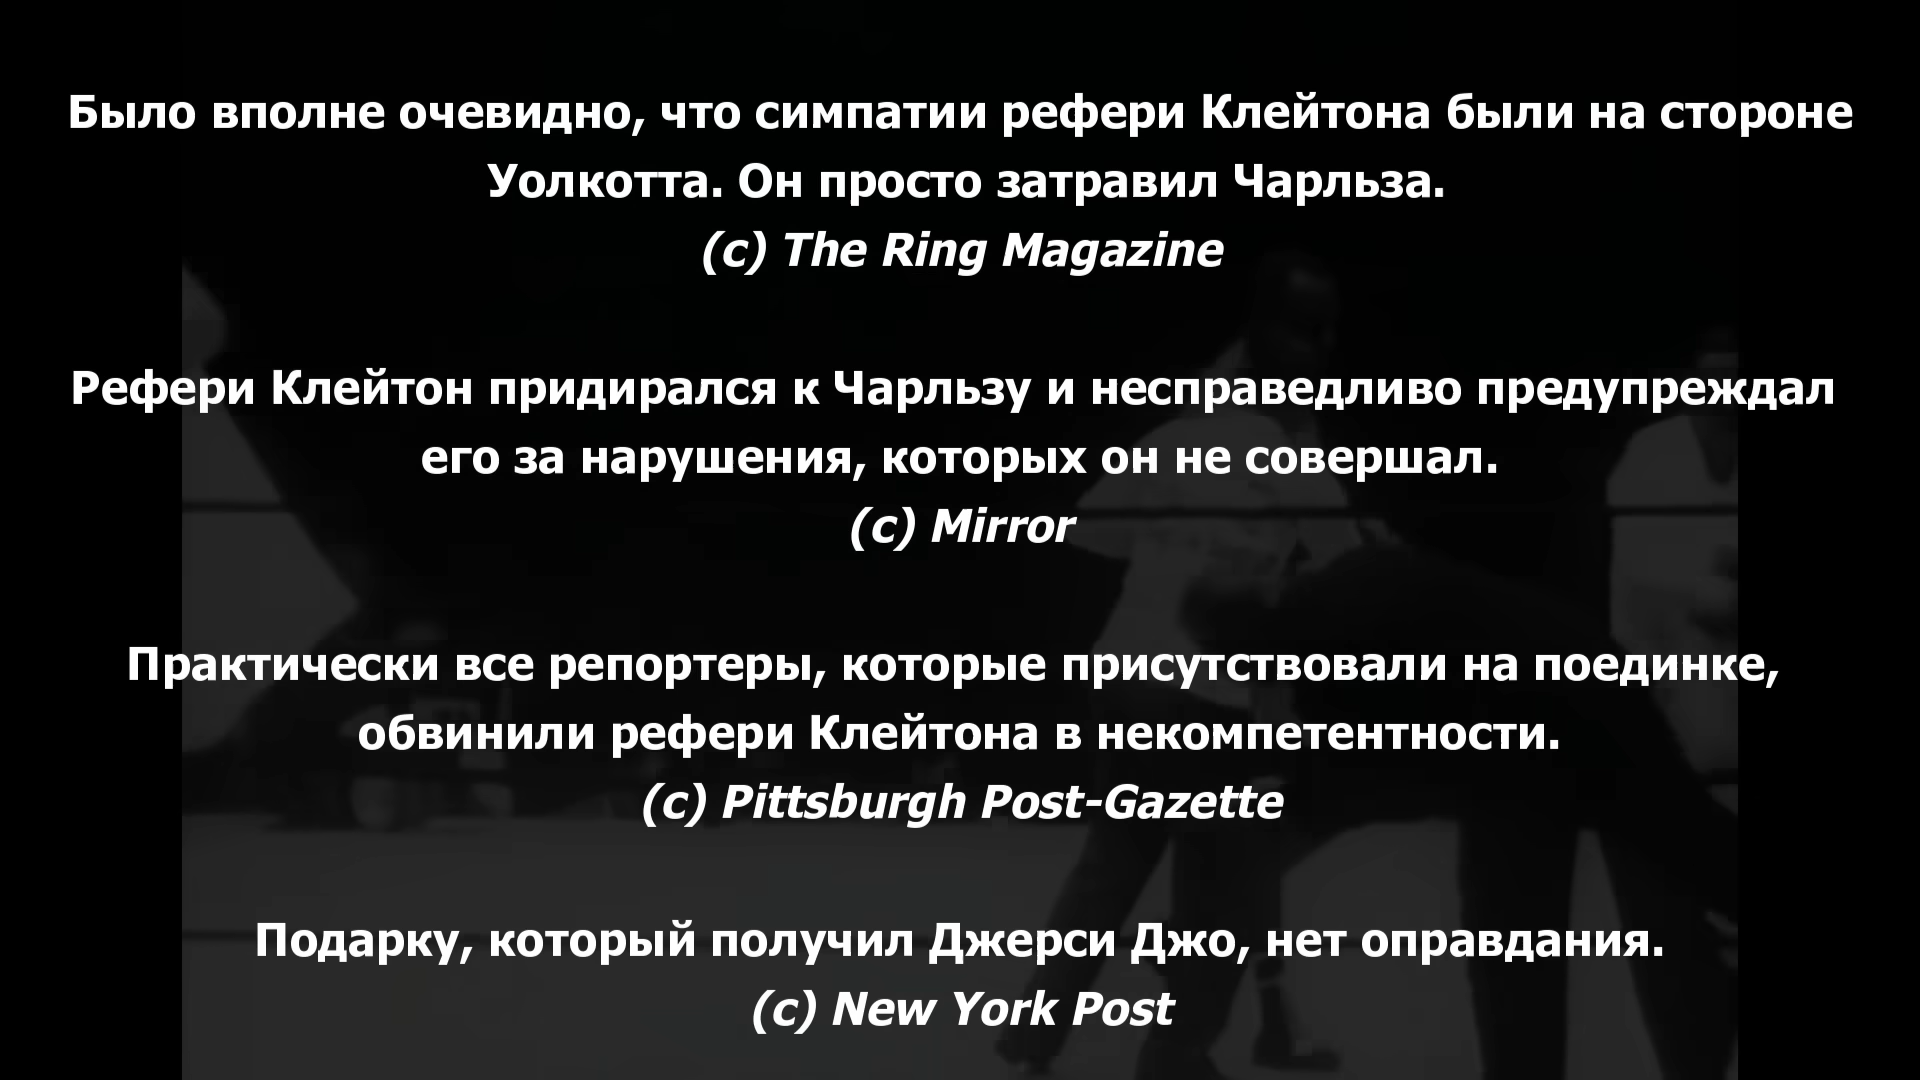 Было вполне очевидно, что симпатии рефери Клейтона были на стороне
Уолкотта. Он просто затравил Чарльза.
(c) The Ring Magazine
Рефери Клейтон придирался к Чарльзу и несправедливо предупреждал
его за нарушения, которых он не совершал.
(c) Mirror
Практически все репортеры, которые присутствовали на поединке,
обвинили рефери Клейтона в некомпетентности.
(c) Pittsburgh Post-Gazette
Подарку, который получил Джерси Джо, нет оправдания.
(c) New York Post